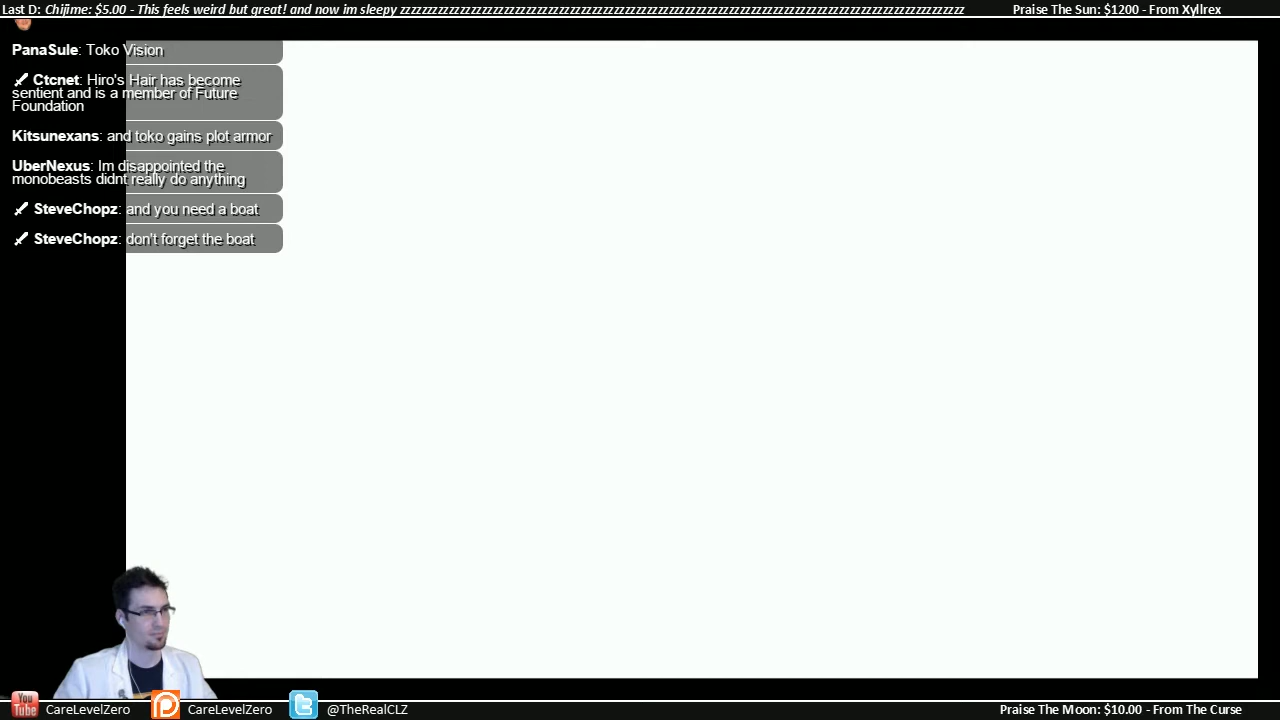 Last D: Chijime: $5.00 - This feels weird but great! and now im sleepy zzzzzzzzzzzzzzzzzzzzzzzzzzzzzzzzzzzzzzzzzzzzzzzzzzzzzzzzzzzzzzzzzzzzzzzzzzzzzzzzzzzzzzzzzzzzzzzzzzzzzzz
Praise The Sun: $1200 - From Xyllrex
PanaSule: Toko Vision
Ctcnet: Hiro's Hair has become
sentient and is a member of Future
Foundation
Kitsunexans: and toko gains plot armor
UberNexus: Im disappointed the
monobeasts didnt really do anything
SteveChopz: and you need a boat
SteveChopz: don't forget the boat
You
Tube
CareLevelZero
CareLevelZero
@TheRealCLZ
Praise The Moon: $10.00 - From The Curse